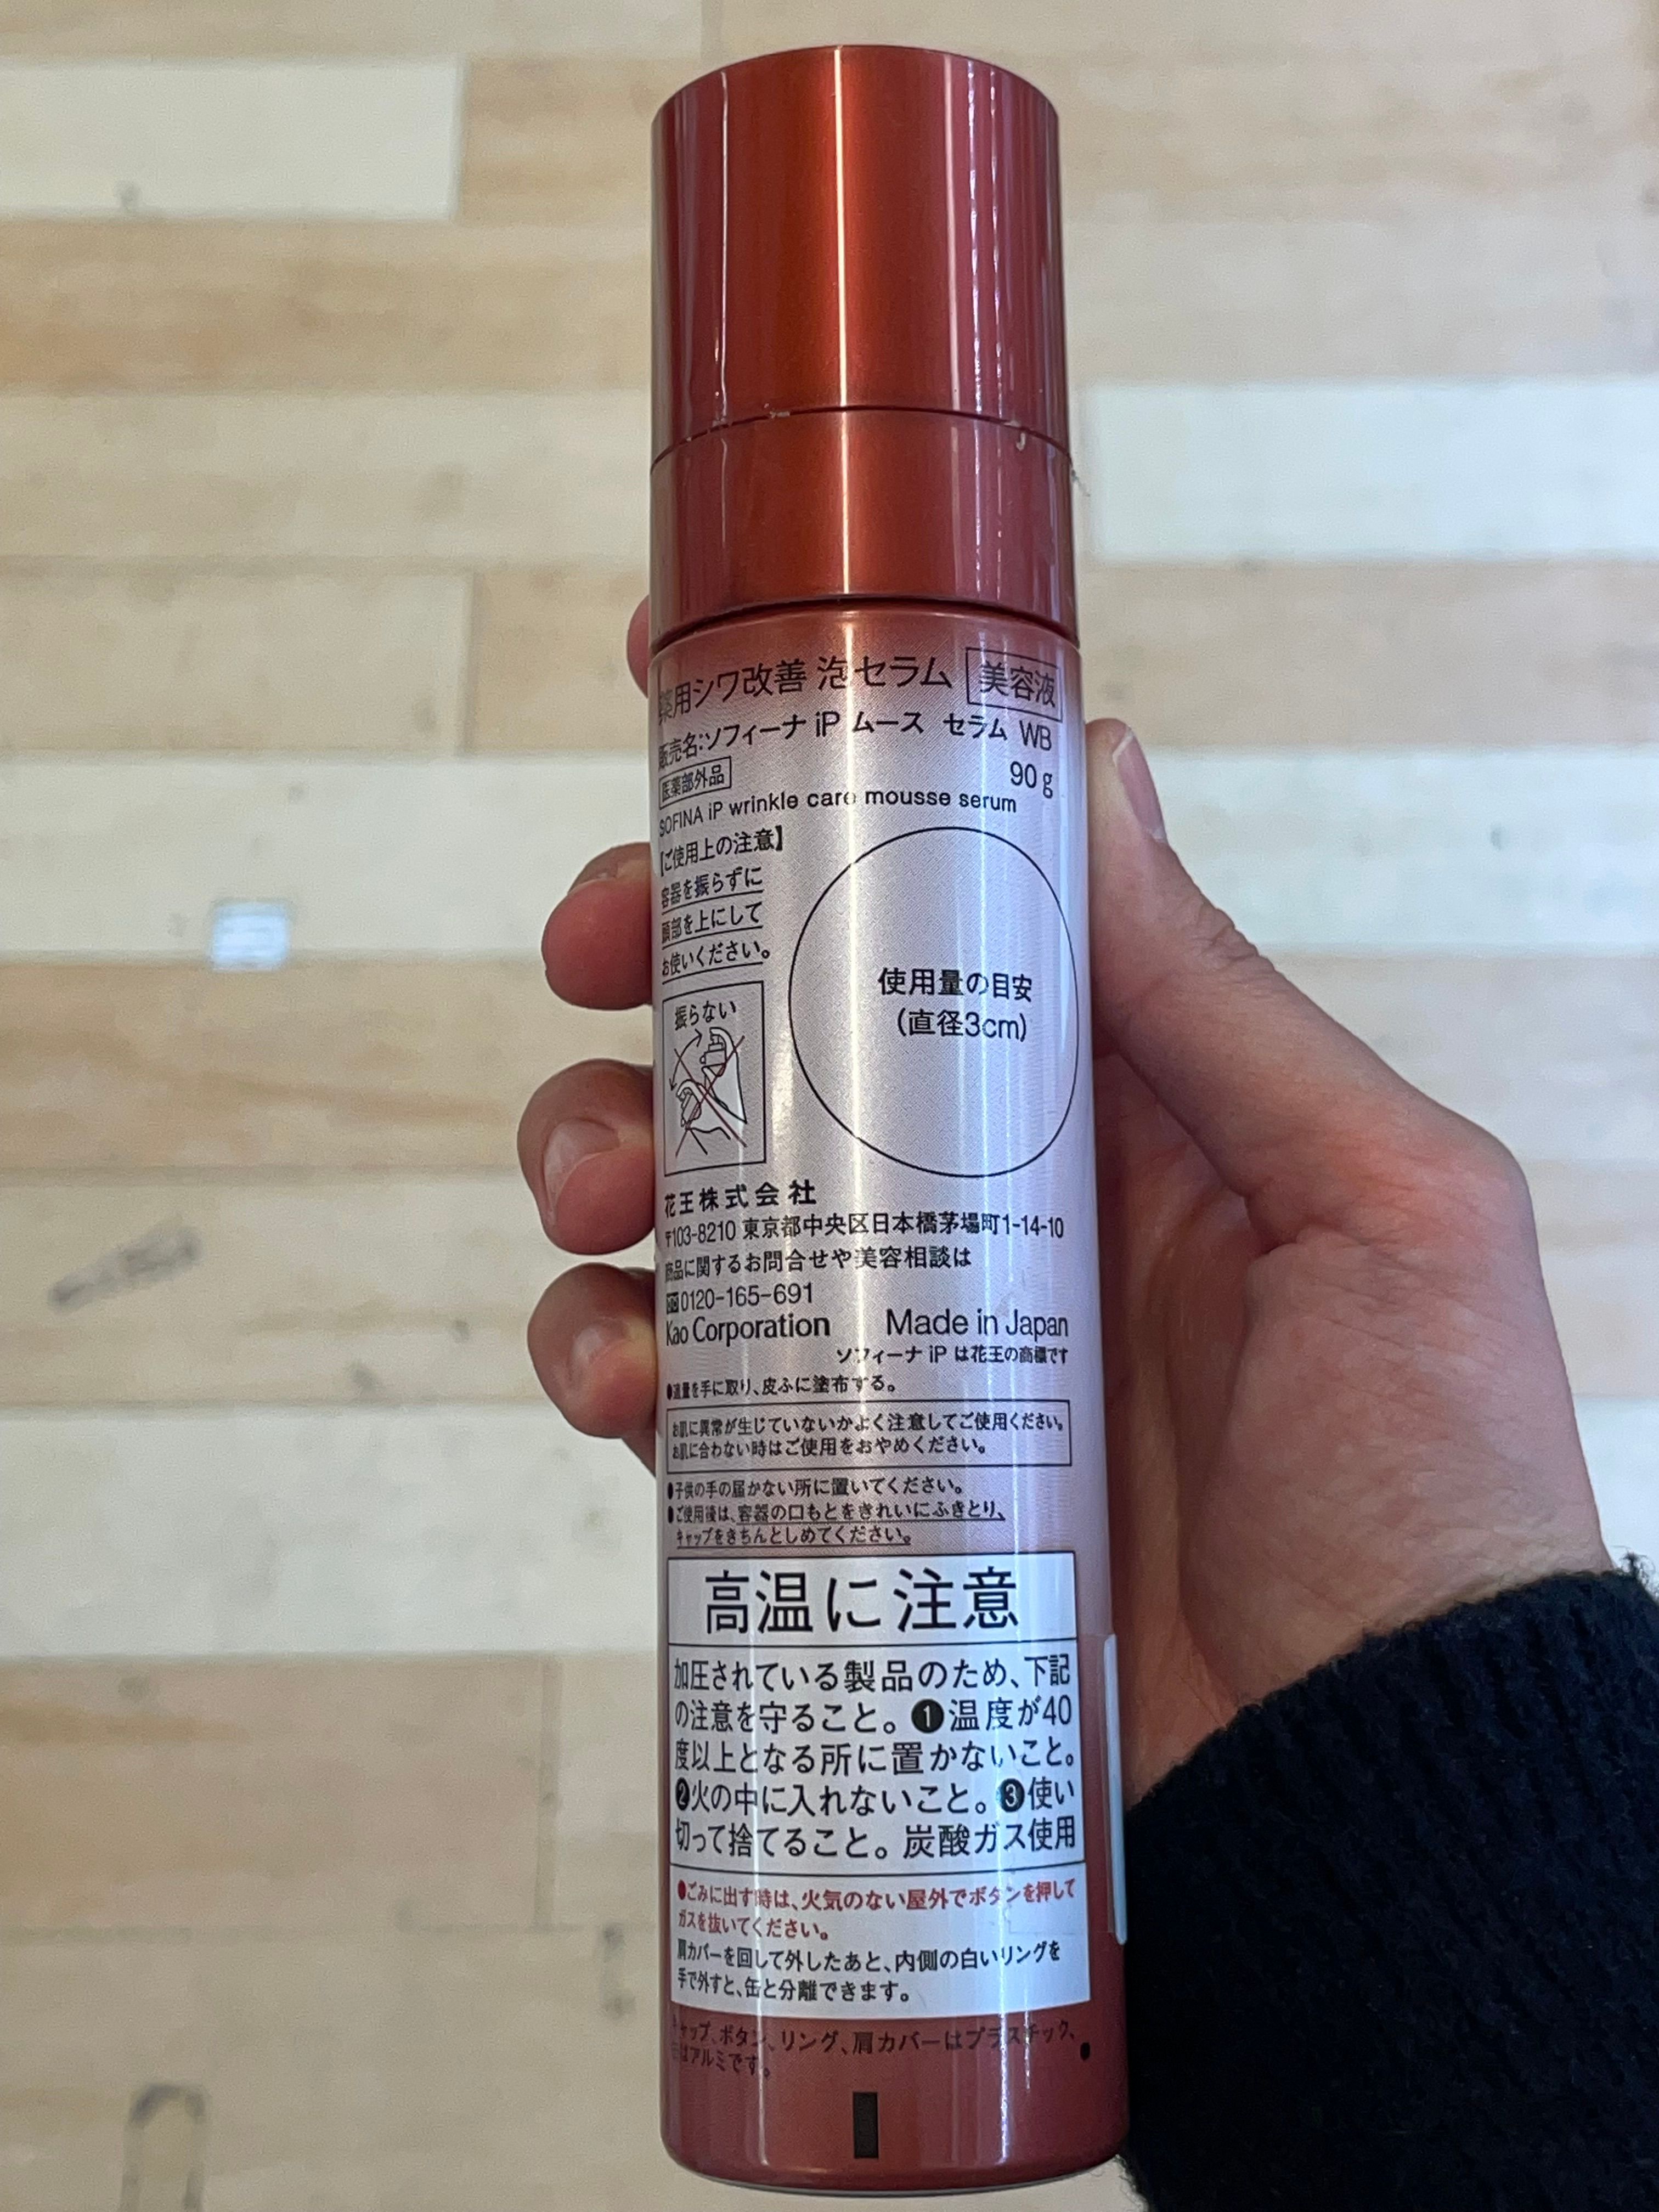 薬用シワ改善 泡セラム 美容液
販売名:ソフィーナ iP ムース セラム WB
医薬部外品 90g
SOFINA iP wrinkle care mousse serum
【ご使用上の注意】
容器を振らずに
頭部を上にして
お使いください。
振らない
使用量の目安
(直径3cm)
花王株式会社
〒103-8210 東京都中央区日本橋茅場町1-14-10
商品に関するお問合せや美容相談は
0120-165-691
Kao Corporation Made in Japan
ソフィーナ iP は花王の商標です
●適量を手に取り、皮ふに塗布する。
お肌に異常が生じていないかよく注意してご使用ください。
お肌に合わない時はご使用をおやめください。
●子供の手の届かない所に置いてください。
●ご使用後は、容器の口もとをきれいにふきとり、
キャップをきちんとしめてください。
高温に注意
加圧されている製品のため、下記
の注意を守ること。❶温度が40
度以上となる所に置かないこと。
❷火の中に入れないこと。❸使い
切って捨てること。炭酸ガス使用
●ごみに出す時は、火気のない屋外でボタンを押して
ガスを抜いてください。
肩カバーを回して外したあと、内側の白いリングを
手で外すと、缶と分離できます。
キャップ、ボタン、リング、肩カバーはプラスチック、
缶はアルミです。